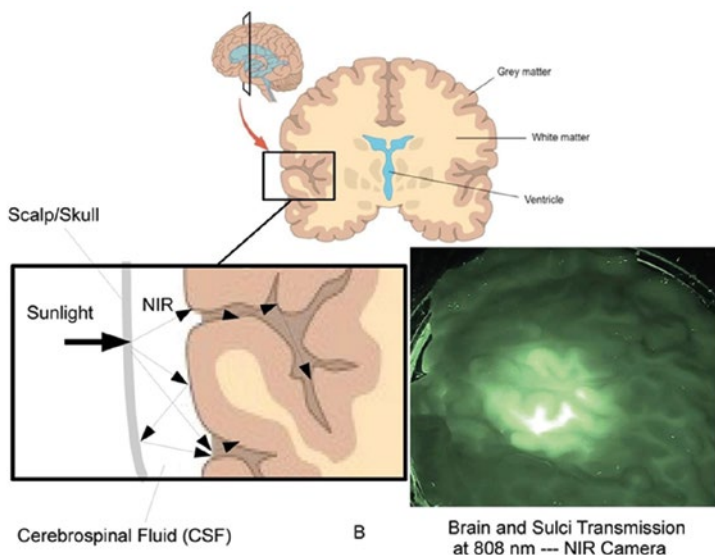 Grey matter
White matter
Ventricle
Scalp/Skull
Sunlight
NIR
Cerebrospinal Fluid (CSF)
B
Brain and Sulci Transmission
at 808 nm --- NIR Camera